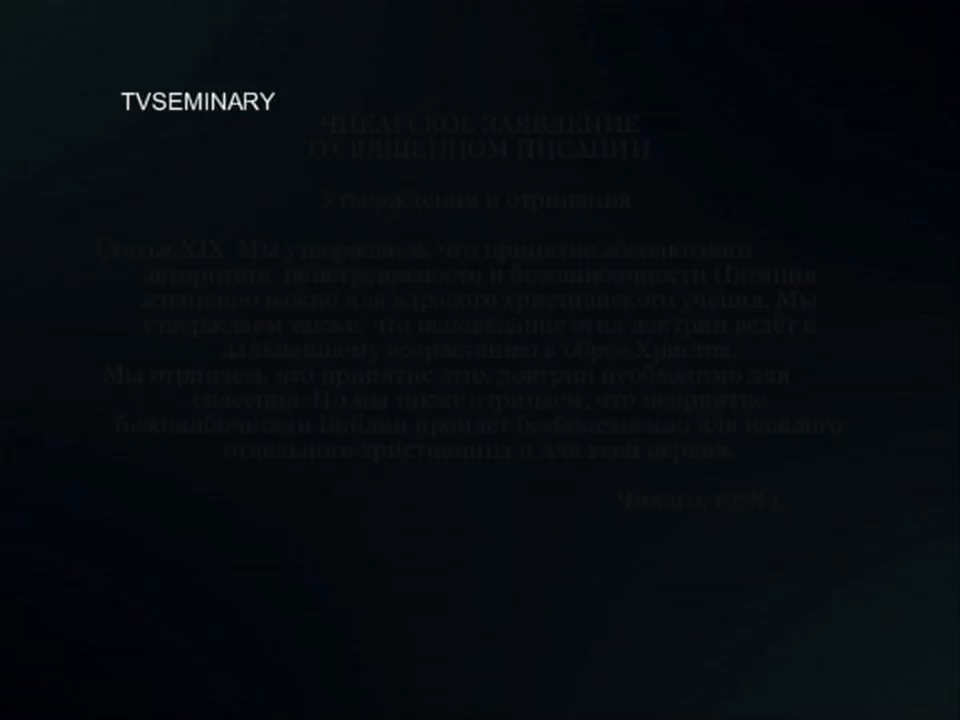 TVSEMINARY
ЧИКАГСКОЕ ЗАЯВЛЕНИЕ
О СВЯЩЕННОМ ПИСАНИИ
Утверждения и отрицания
Статья XIX. Мы утверждаем, что принятие абсолютного
авторитета, непогрешимости и безошибочности Писания
жизненно важно для здравого христианского учения. Мы
утверждаем также, что исповедание этих доктрин ведёт к
дальнейшему возрастанию в образ Христов.
Мы отрицаем, что принятие этих доктрин необходимо для
спасения. Но мы также отрицаем, что неприятие
Безошибочности Библии пройдёт безболезненно для каждого
отдельного христианина и для всей церкви.
Чикаго, 1978 г.